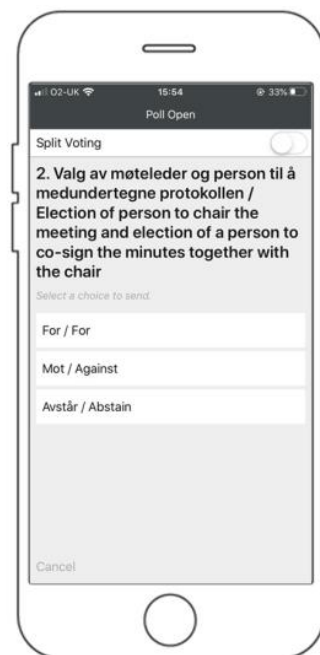 O2-UK 15:54 33%
Poll Open
Split Voting
2. Valg av møteleder og person til å
medundertegne protokollen /
Election of person to chair the
meeting and election of a person to
co-sign the minutes together with
the chair
Select a choice to send.
For / For
Mot / Against
Avstår / Abstain
Cancel